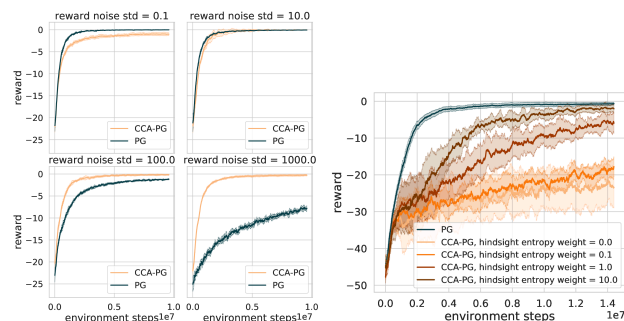 reward noise std = 0.1
reward noise std = 10.0
0
−5
−10
−15
−20
−25
reward
CCA-PG
PG
CCA-PG
PG
reward noise std = 100.0
reward noise std = 1000.0
0
−5
−10
−15
−20
−25
reward
CCA-PG
PG
CCA-PG
PG
0.0
0.5
1.0
0.0
0.5
1.0
environment steps
1e7
environment steps
1e7
0
−10
−20
−30
−40
−50
reward
PG
CCA-PG, hindsight entropy weight = 0.0
CCA-PG, hindsight entropy weight = 0.1
CCA-PG, hindsight entropy weight = 1.0
CCA-PG, hindsight entropy weight = 10.0
0.0 0.2 0.4 0.6 0.8 1.0 1.2 1.4
environment steps
1e7